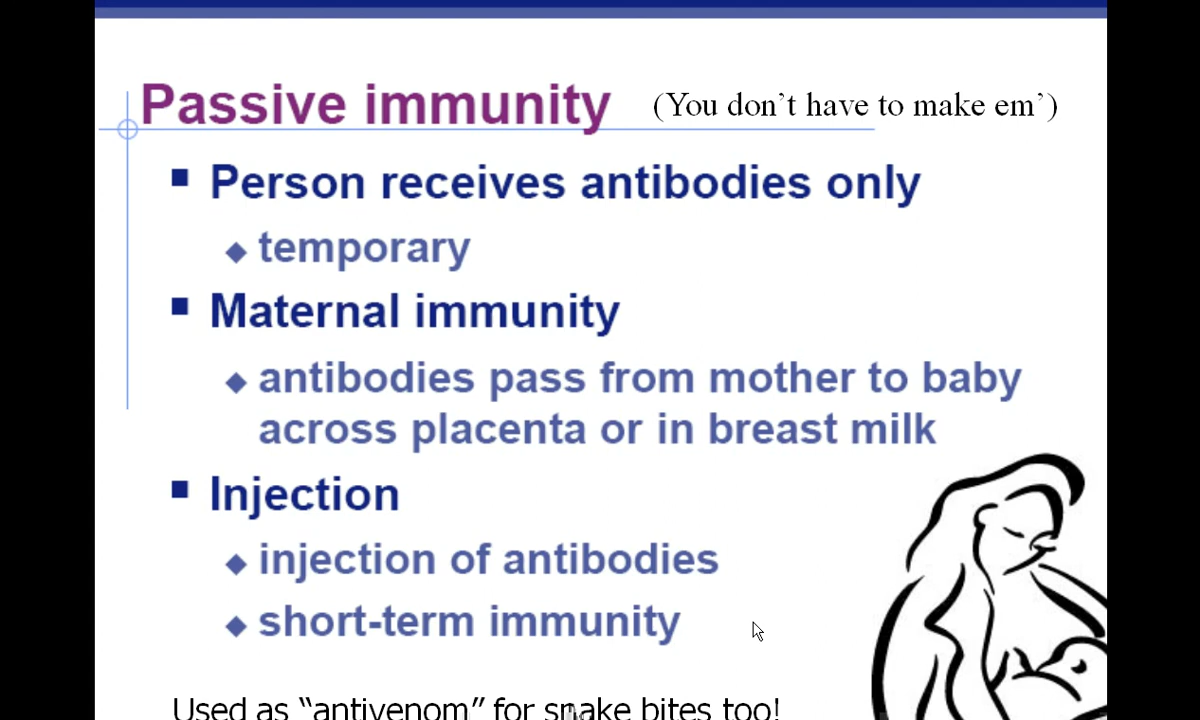 Passive immunity (You don't have to make em')
Person receives antibodies only
temporary
Maternal immunity
antibodies pass from mother to baby
across placenta or in breast milk
Injection
injection of antibodies
short-term immunity
Used as “antivenom” for snake bites too!